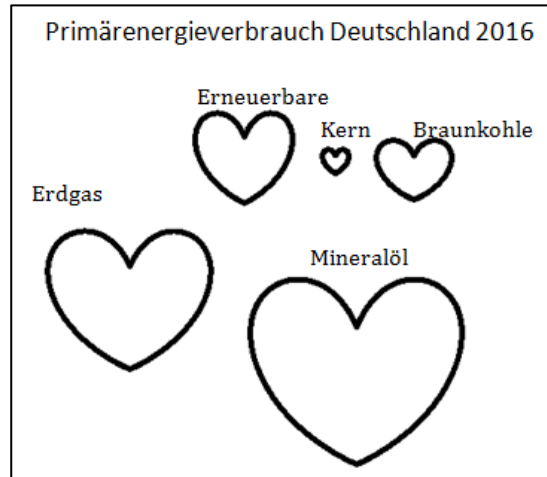 Primärenergieverbrauch Deutschland 2016
Erneuerbare
Kern
Braunkohle
Erdgas
Mineralöl